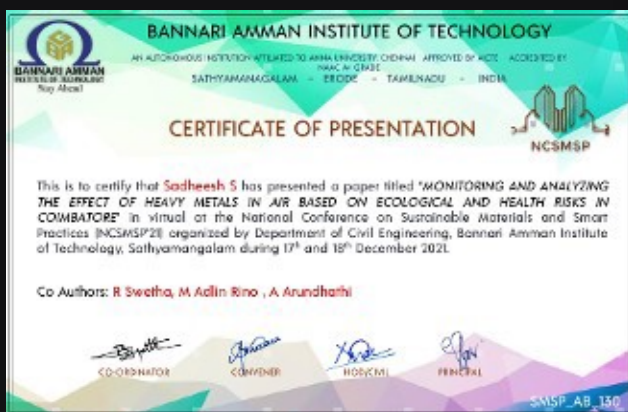 BANNARI AMMAN INSTITUTE OF TECHNOLOGY
AN AUTONOMOUS INSTITUTION AFFILIATED TO ANNA UNIVERSITY, CHENNAI APPROVED BY AICTE ACCREDITED BY
NAAC GRADE
SATHYAMANAGALAM - ERODE - TAMILNADU - INDIA
BANNARI AMMAN
INSTITUTE OF TECHNOLOGY
Stay Ahead
NCSMSP
CERTIFICATE OF PRESENTATION
This is to certify that Sadheesh S has presented a paper titled "MONITORING AND ANALYZING
THE EFFECT OF HEAVY METALS IN AIR BASED ON ECOLOGICAL AND HEALTH RISKS IN
COIMBATORE" in virtual at the National Conference on Sustainable Materials and Smart
Practices (NCSMSP'21) organized by Department of Civil Engineering, Bannari Amman Institute
of Technology, Sathyamangalam during 17th and 18th December 2021.
Co Authors: R Swetha, M Adlin Rino , A Arundhathi
CO-ORDINATOR
CONVENER
HOD/CIVIL
PRINCIPAL
SMSP_AB_130